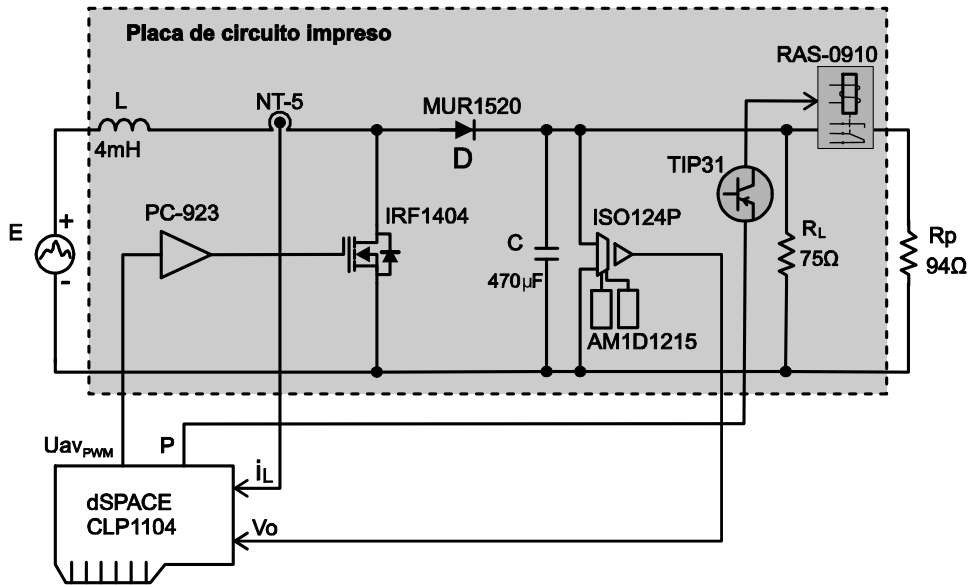 Placa de circuito impreso
RAS-0910
L
NT-5
MUR1520
4mH
D
TIP31
PC-923
IRF1404
ISO124P
E
+
-
C
470μF
RL
75Ω
Rp
94Ω
AM1D1215
UavPWM
P
iL
dSPACE
CLP1104
Vo